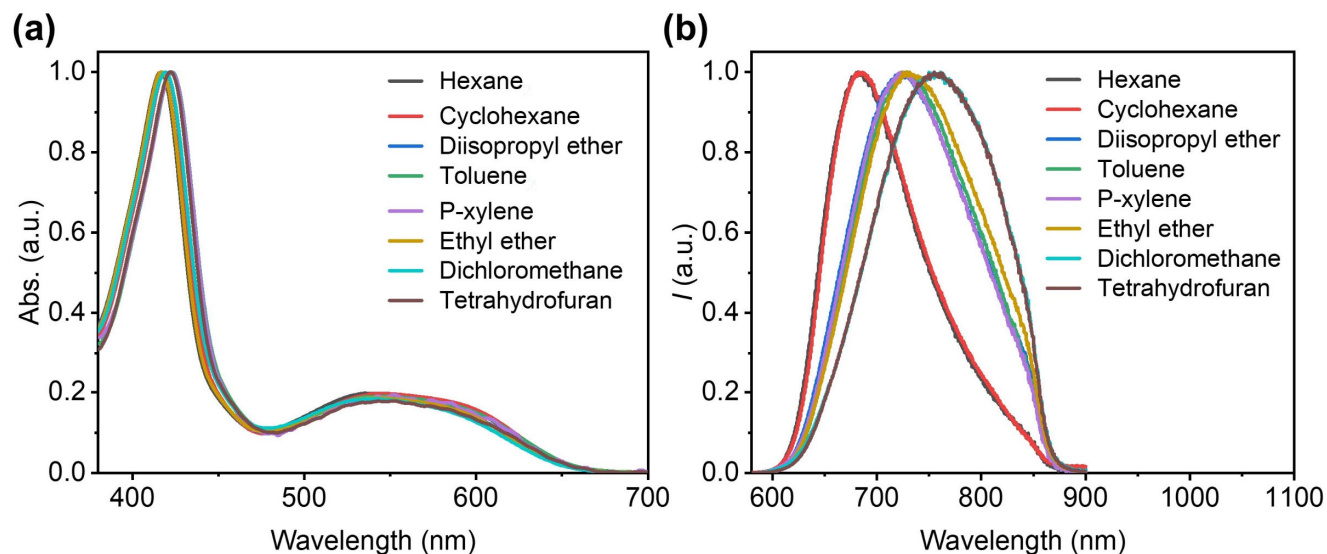 (a)
Abs. (a.u.)
1.0
0.8
0.6
0.4
0.2
0.0
Hexane
Cyclohexane
Diisopropyl ether
Toluene
P-xylene
Ethyl ether
Dichloromethane
Tetrahydrofuran
400
500
600
700
Wavelength (nm)
(b)
I (a.u.)
1.0
0.8
0.6
0.4
0.2
0.0
Hexane
Cyclohexane
Diisopropyl ether
Toluene
P-xylene
Ethyl ether
Dichloromethane
Tetrahydrofuran
600
700
800
900
1000
1100
Wavelength (nm)